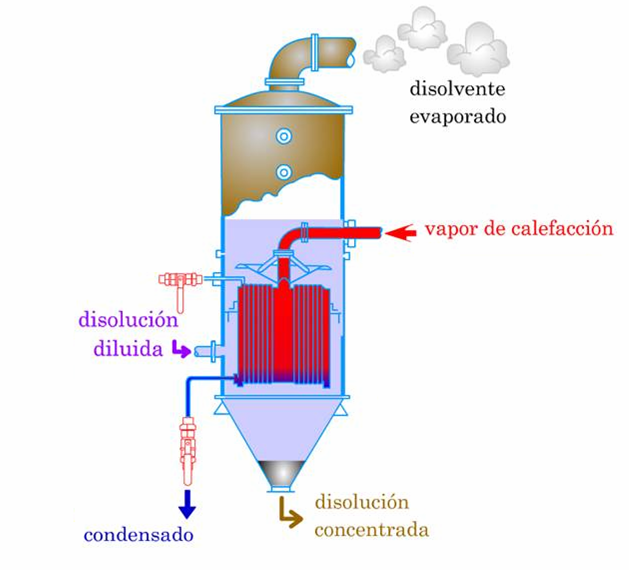 disolvente
evaporado
vapor de calefacción
disolución
diluida
disolución
concentrada
condensado